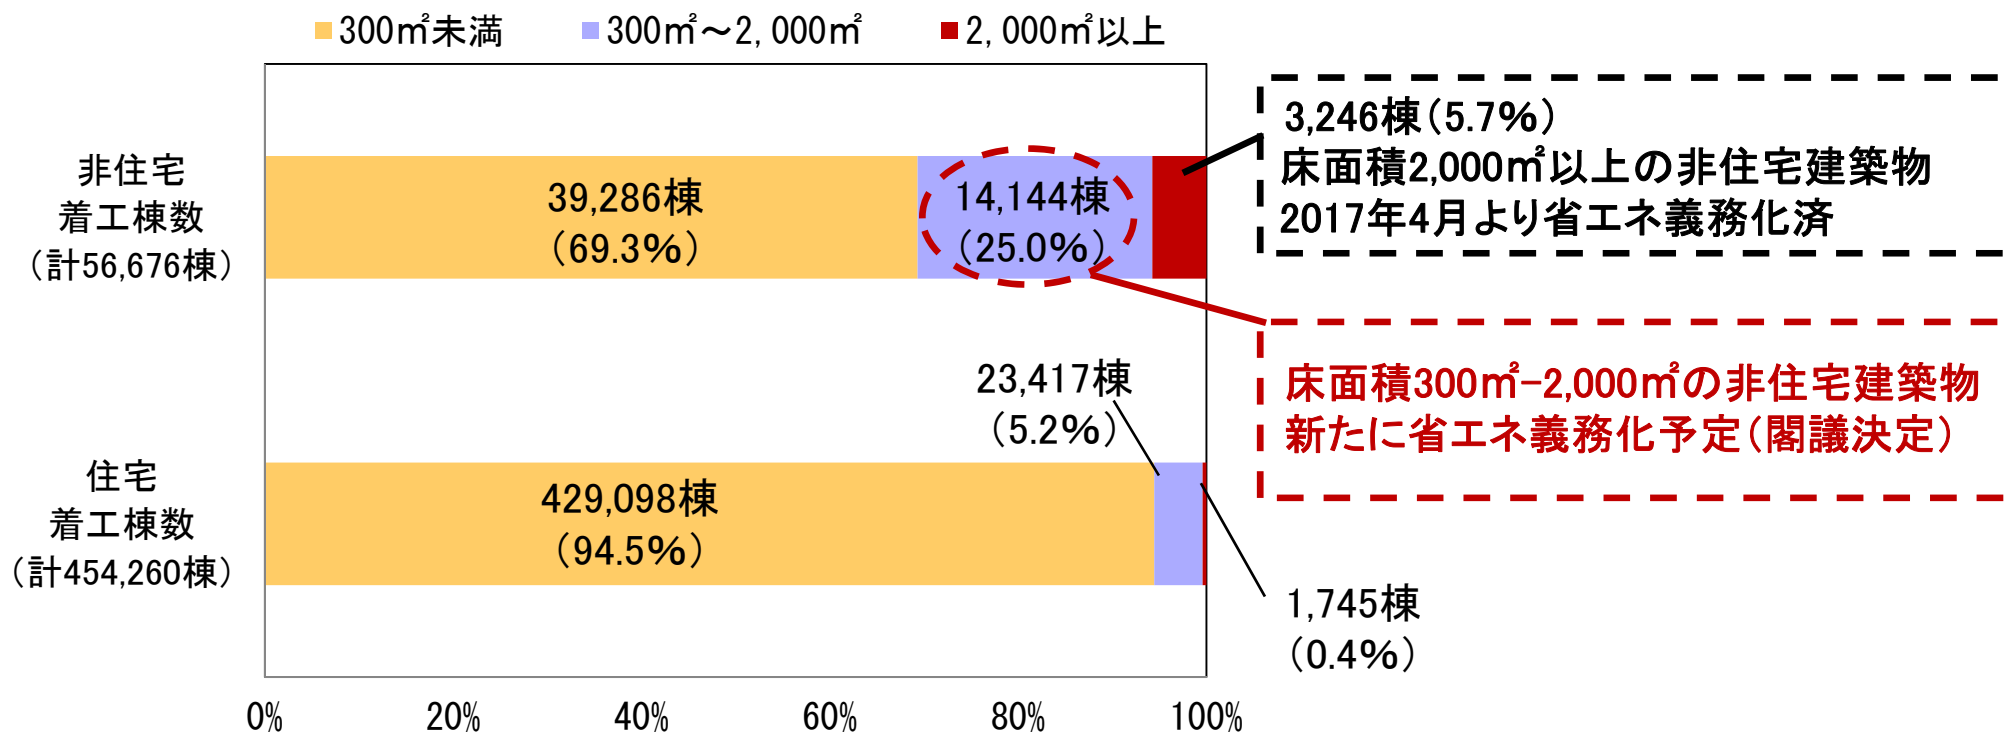 300㎡未満 300㎡～2,000㎡ 2,000㎡以上
非住宅
着工棟数
（計56,676棟）
39,286棟
（69.3％）
14,144棟
（25.0％）
3,246棟（5.7％）
床面積2,000㎡以上の非住宅建築物
2017年4月より省エネ義務化済
床面積300㎡−2,000㎡の非住宅建築物
新たに省エネ義務化予定（閣議決定）
23,417棟
（5.2％）
住宅
着工棟数
（計454,260棟）
429,098棟
（94.5％）
1,745棟
（0.4％）
0% 20% 40% 60% 80% 100%